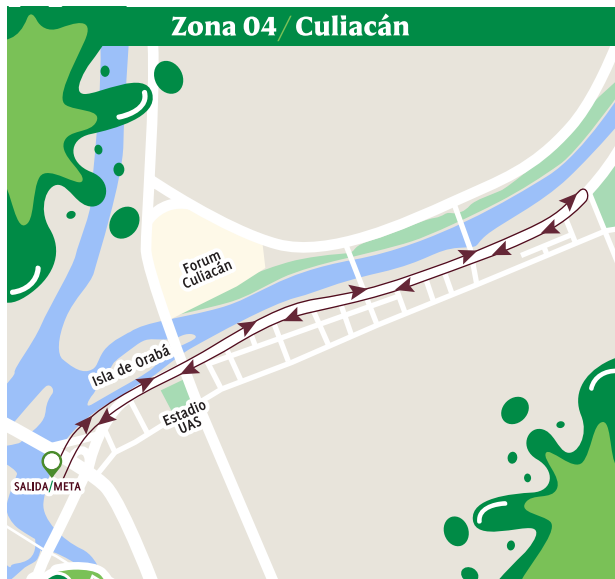 Zona 04/ Culiacán
Forum
Culiacán
Isla de Orabá
Estadio
UAS
SALIDA/META